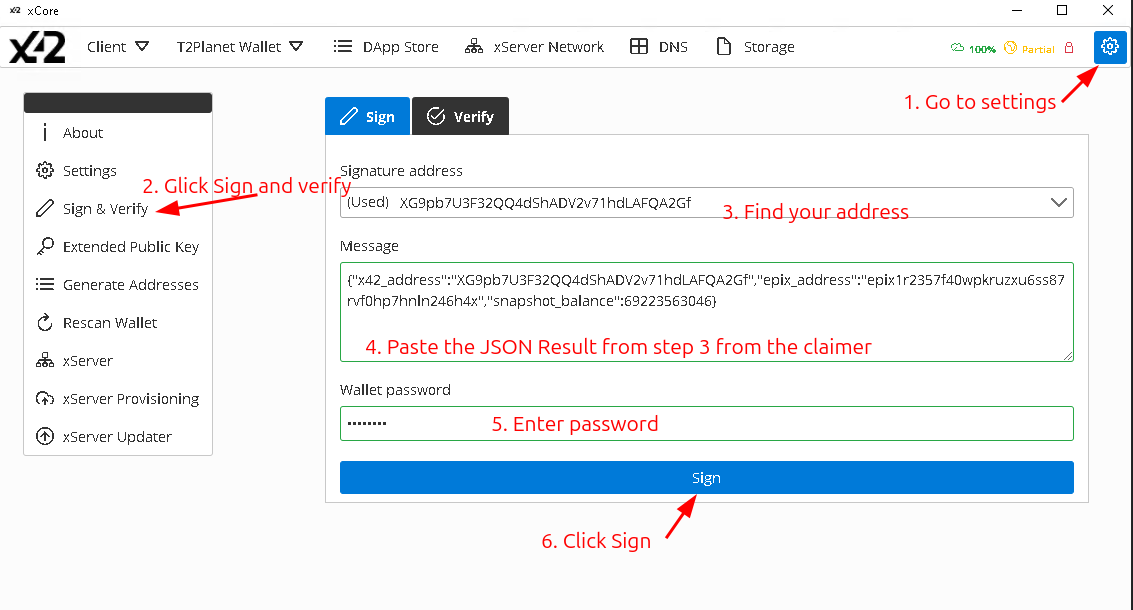 x42 xCore
x42 Client T2Planet Wallet DApp Store xServer Network DNS Storage 100% Partial
1. Go to settings
About
Settings
Sign & Verify
Extended Public Key
Generate Addresses
Rescan Wallet
xServer
xServer Provisioning
xServer Updater
2. Click Sign and verify
Sign Verify
Signature address
(Used) XG9pb7U3F32QQ4dShADV2v71hdLAFQA2Gf
3. Find your address
Message
{"x42_address":"XG9pb7U3F32QQ4dShADV2v71hdLAFQA2Gf","epix_address":"epix1r2357f40wpkruzxu6ss87
rvf0hp7hnln246h4x","snapshot_balance":69223563046}
4. Paste the JSON Result from step 3 from the claimer
Wallet password
••••••••
5. Enter password
Sign
6. Click Sign